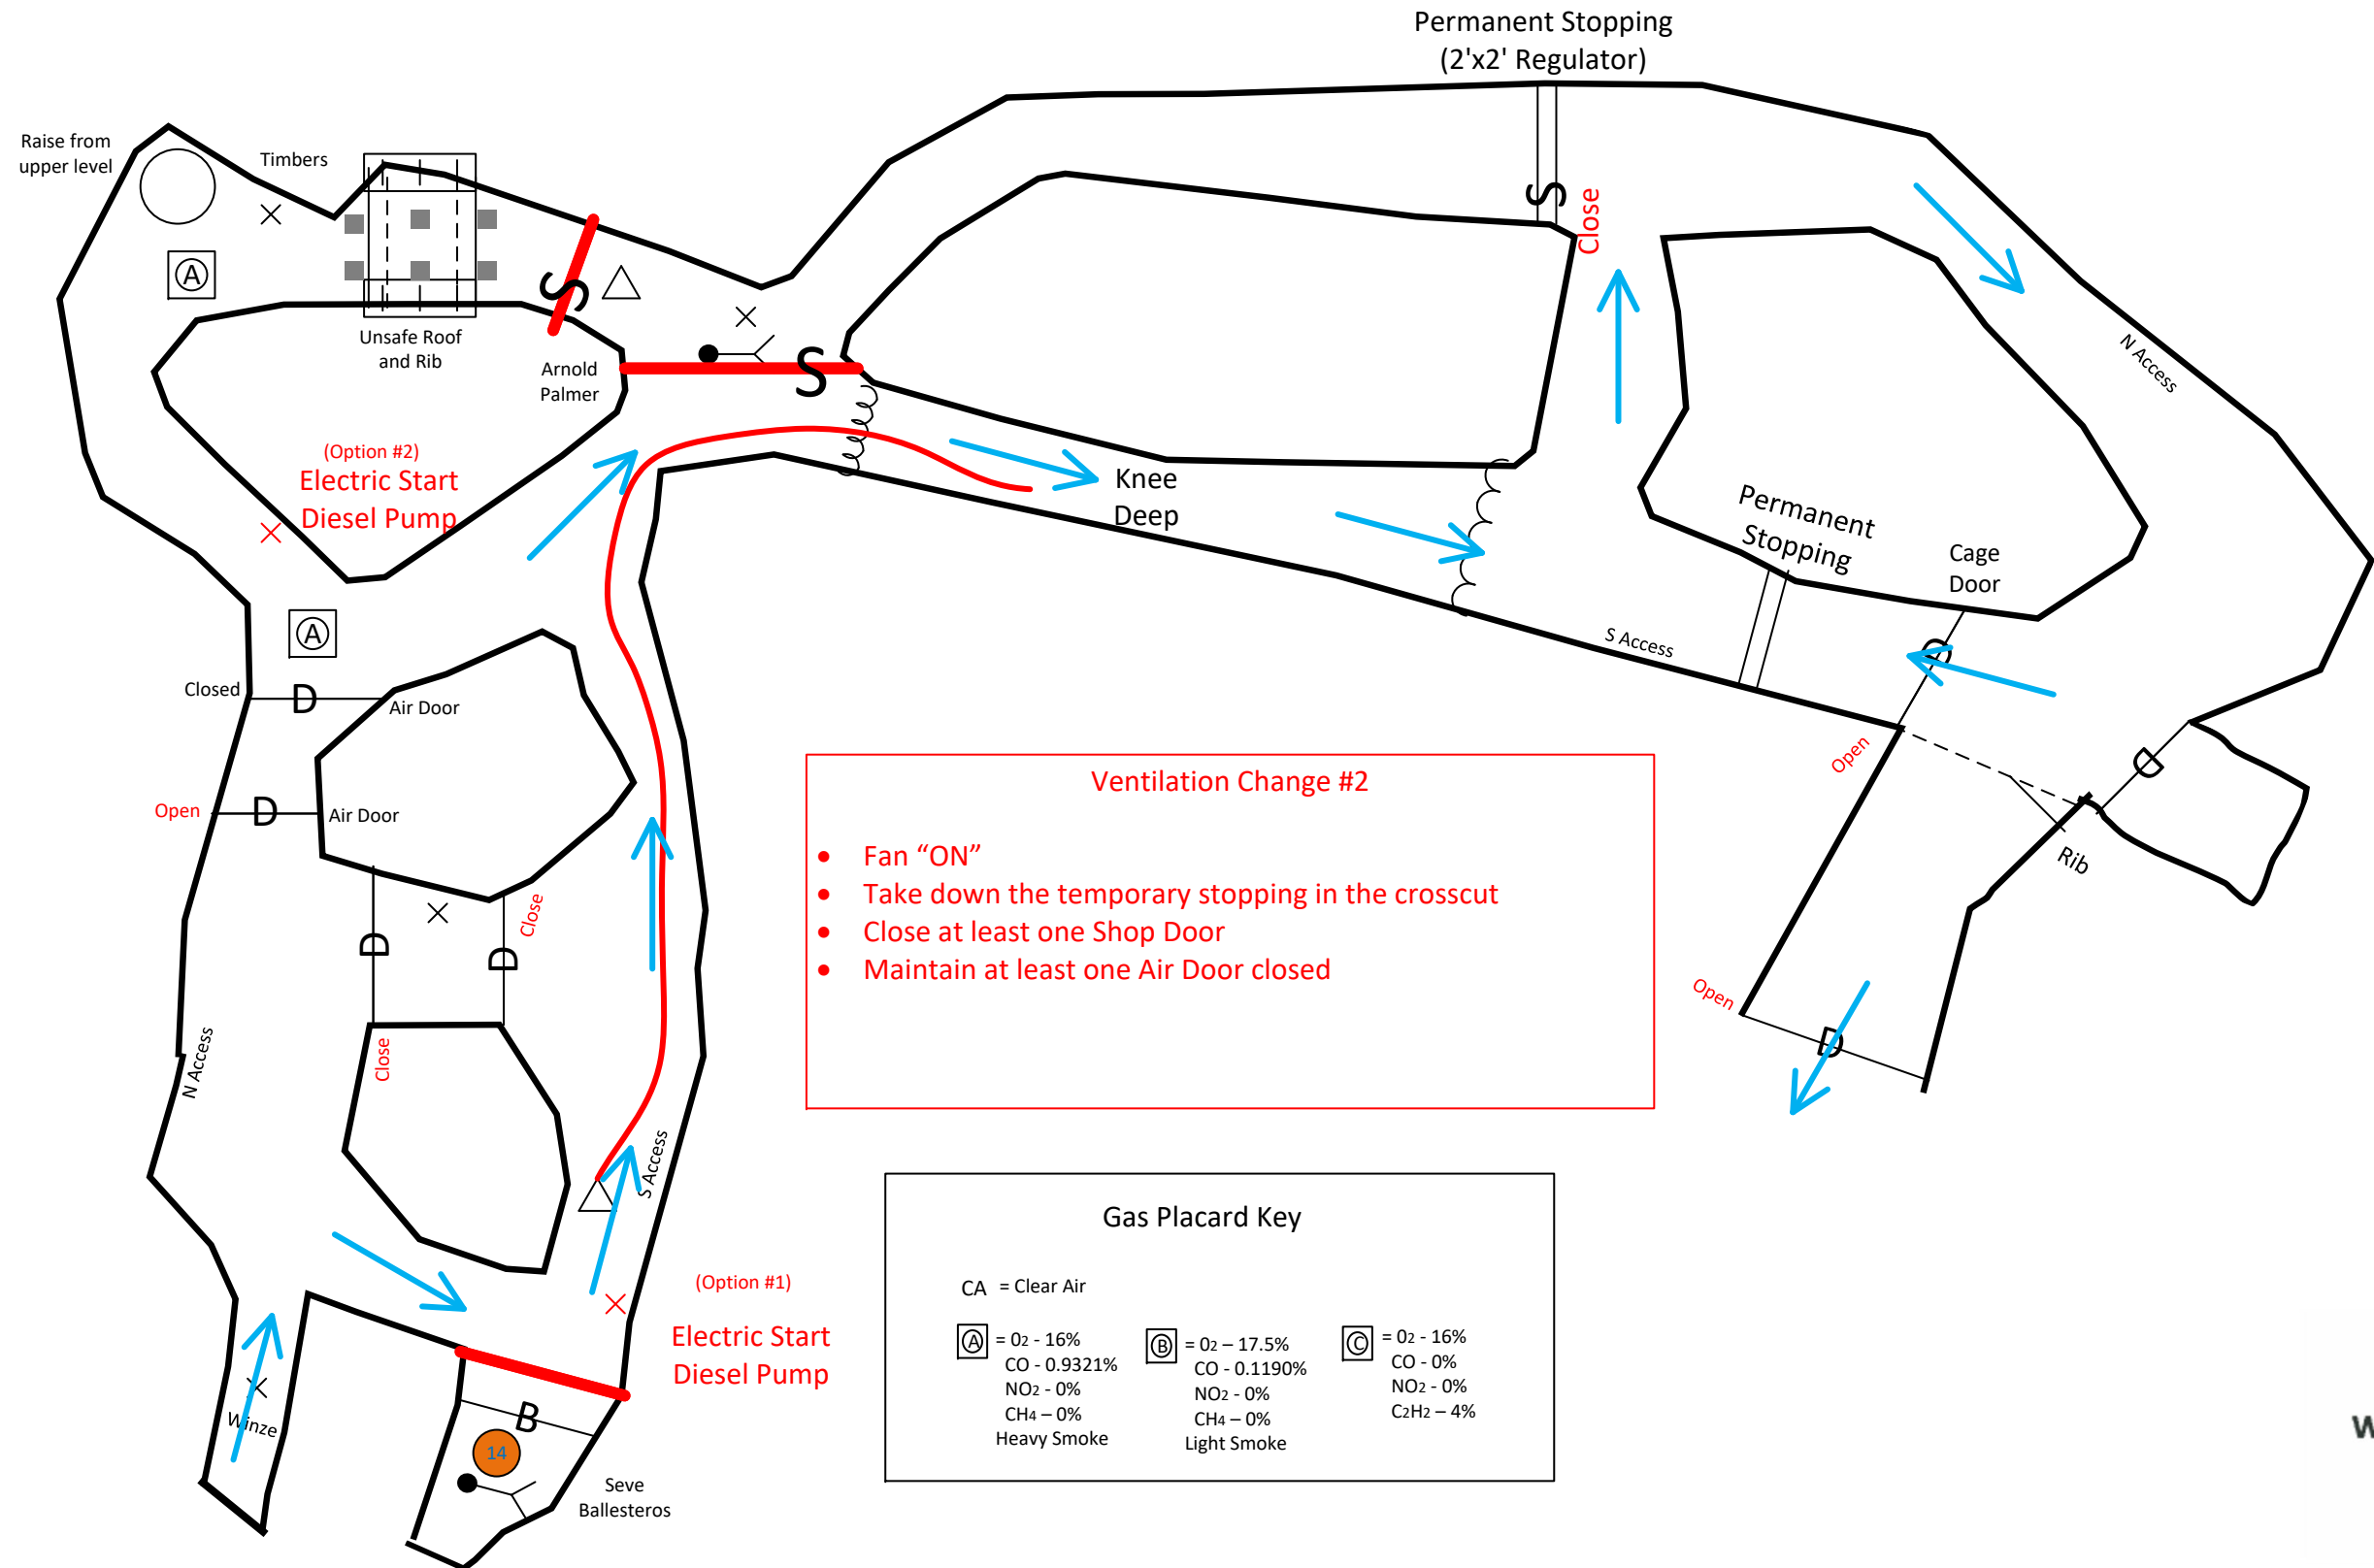 Permanent Stopping
(2'x2' Regulator)
Raise from
upper level
Timbers
S
Close
A
S
Unsafe Roof
and Rib
N Access
Arnold
Palmer
S
(Option #2)
Electric Start
Diesel Pump
Knee
Deep
Permanent
Stopping
Cage
Door
A
S Access
D
Closed
D
Air Door
Open
D
Open
D
Air Door
Rib
Ventilation Change #2
• Fan “ON”
• Take down the temporary stopping in the crosscut
• Close at least one Shop Door
• Maintain at least one Air Door closed
Close
D
D
Open
D
N Access
Close
S Access
Gas Placard Key
CA = Clear Air
A = 02 - 16%
CO - 0.9321%
NO2 - 0%
CH4 – 0%
Heavy Smoke
B = 02 – 17.5%
CO - 0.1190%
NO2 - 0%
CH4 – 0%
Light Smoke
C = 02 - 16%
CO - 0%
NO2 - 0%
C2H2 – 4%
(Option #1)
Electric Start
Diesel Pump
Winze
B
14
Seve
Ballesteros
W